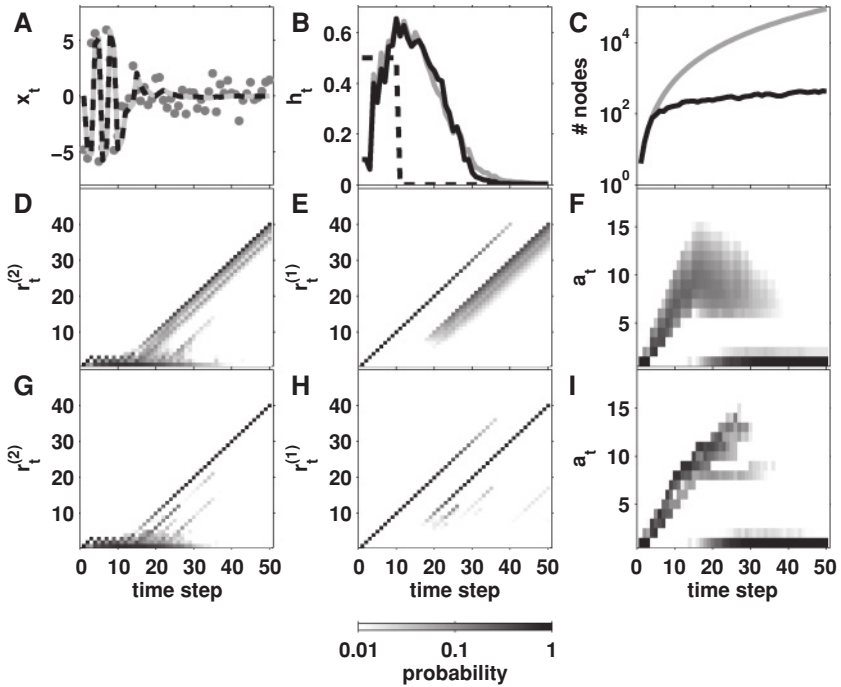 A
B
C
5
0
−5
x_t
0.6
0.4
0.2
0
h_t
10^4
10^2
10^0
# nodes
D
E
F
40
30
20
10
r_t^(2)
40
30
20
10
r_t^(1)
15
10
5
a_t
G
H
I
40
30
20
10
r_t^(2)
40
30
20
10
r_t^(1)
15
10
5
a_t
0 10 20 30 40 50
time step
0 10 20 30 40 50
time step
0 10 20 30 40 50
time step
0.01 0.1 1
probability